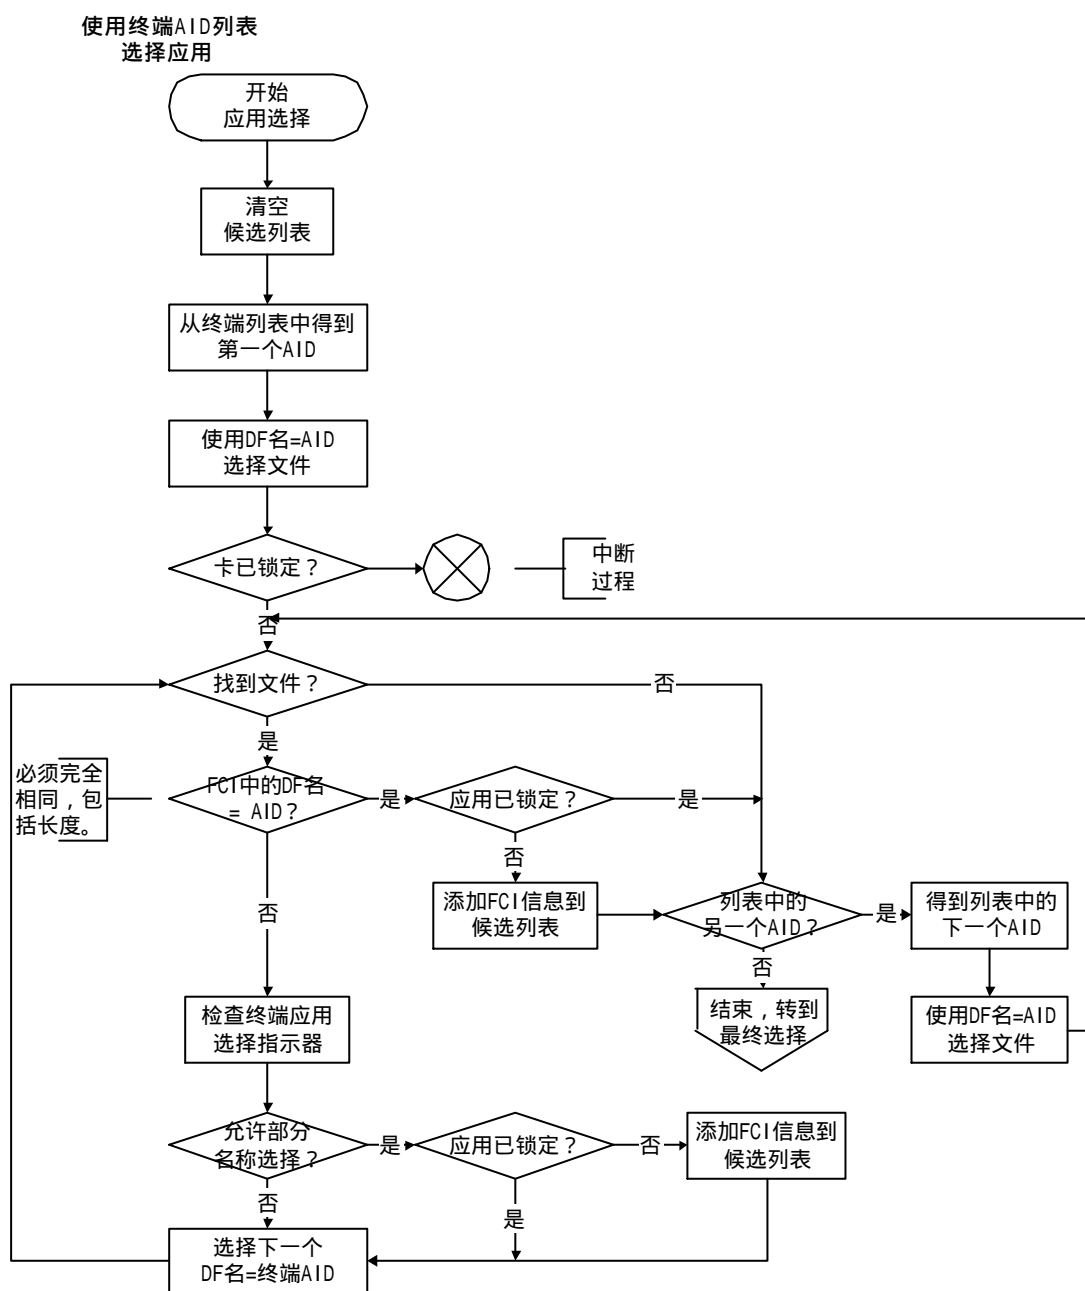 使用终端AID列表
选择应用
开始
应用选择
清空
候选列表
从终端列表中得到
第一个AID
使用DF名=AID
选择文件
卡已锁定？
中断
过程
否
找到文件？
否
是
必须完全
相同，包
括长度。
FCI中的DF名
= AID？
是
应用已锁定？
是
否
否
添加FCI信息到
候选列表
列表中的
另一个AID？
是
得到列表中的
下一个AID
否
结束，转到
最终选择
使用DF名=AID
选择文件
检查终端应用
选择指示器
允许部分
名称选择？
是
应用已锁定？
否
添加FCI信息到
候选列表
否
是
选择下一个
DF名=终端AID